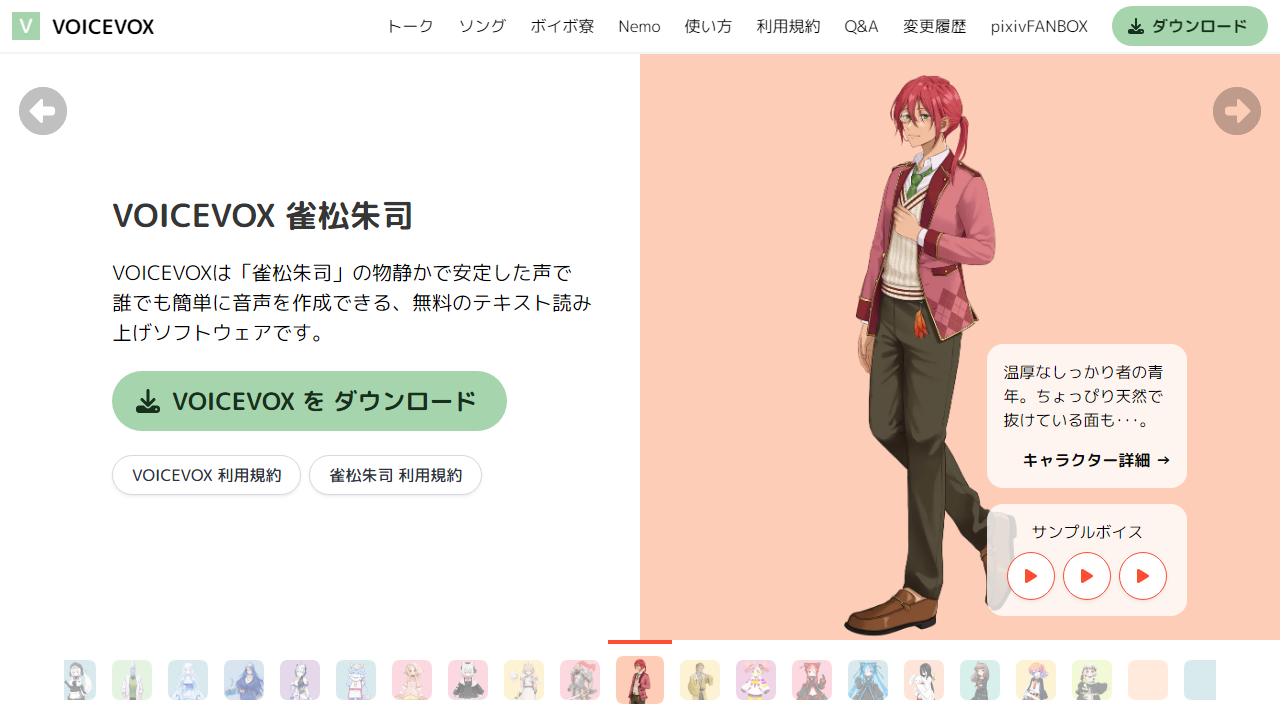 V VOICEVOX トーク ソング ボイボ寮 Nemo 使い方 利用規約 Q&A 変更履歴 pixivFANBOX ダウンロード
VOICEVOX 雀松朱司
VOICEVOXは「雀松朱司」の物静かで安定した声で
誰でも簡単に音声を作成できる、無料のテキスト読み
上げソフトウェアです。
VOICEVOX を ダウンロード
VOICEVOX 利用規約 雀松朱司 利用規約
温厚なしっかり者の青
年。ちょっぴり天然で
抜けている面も･･･。
キャラクター詳細 →
サンプルボイス